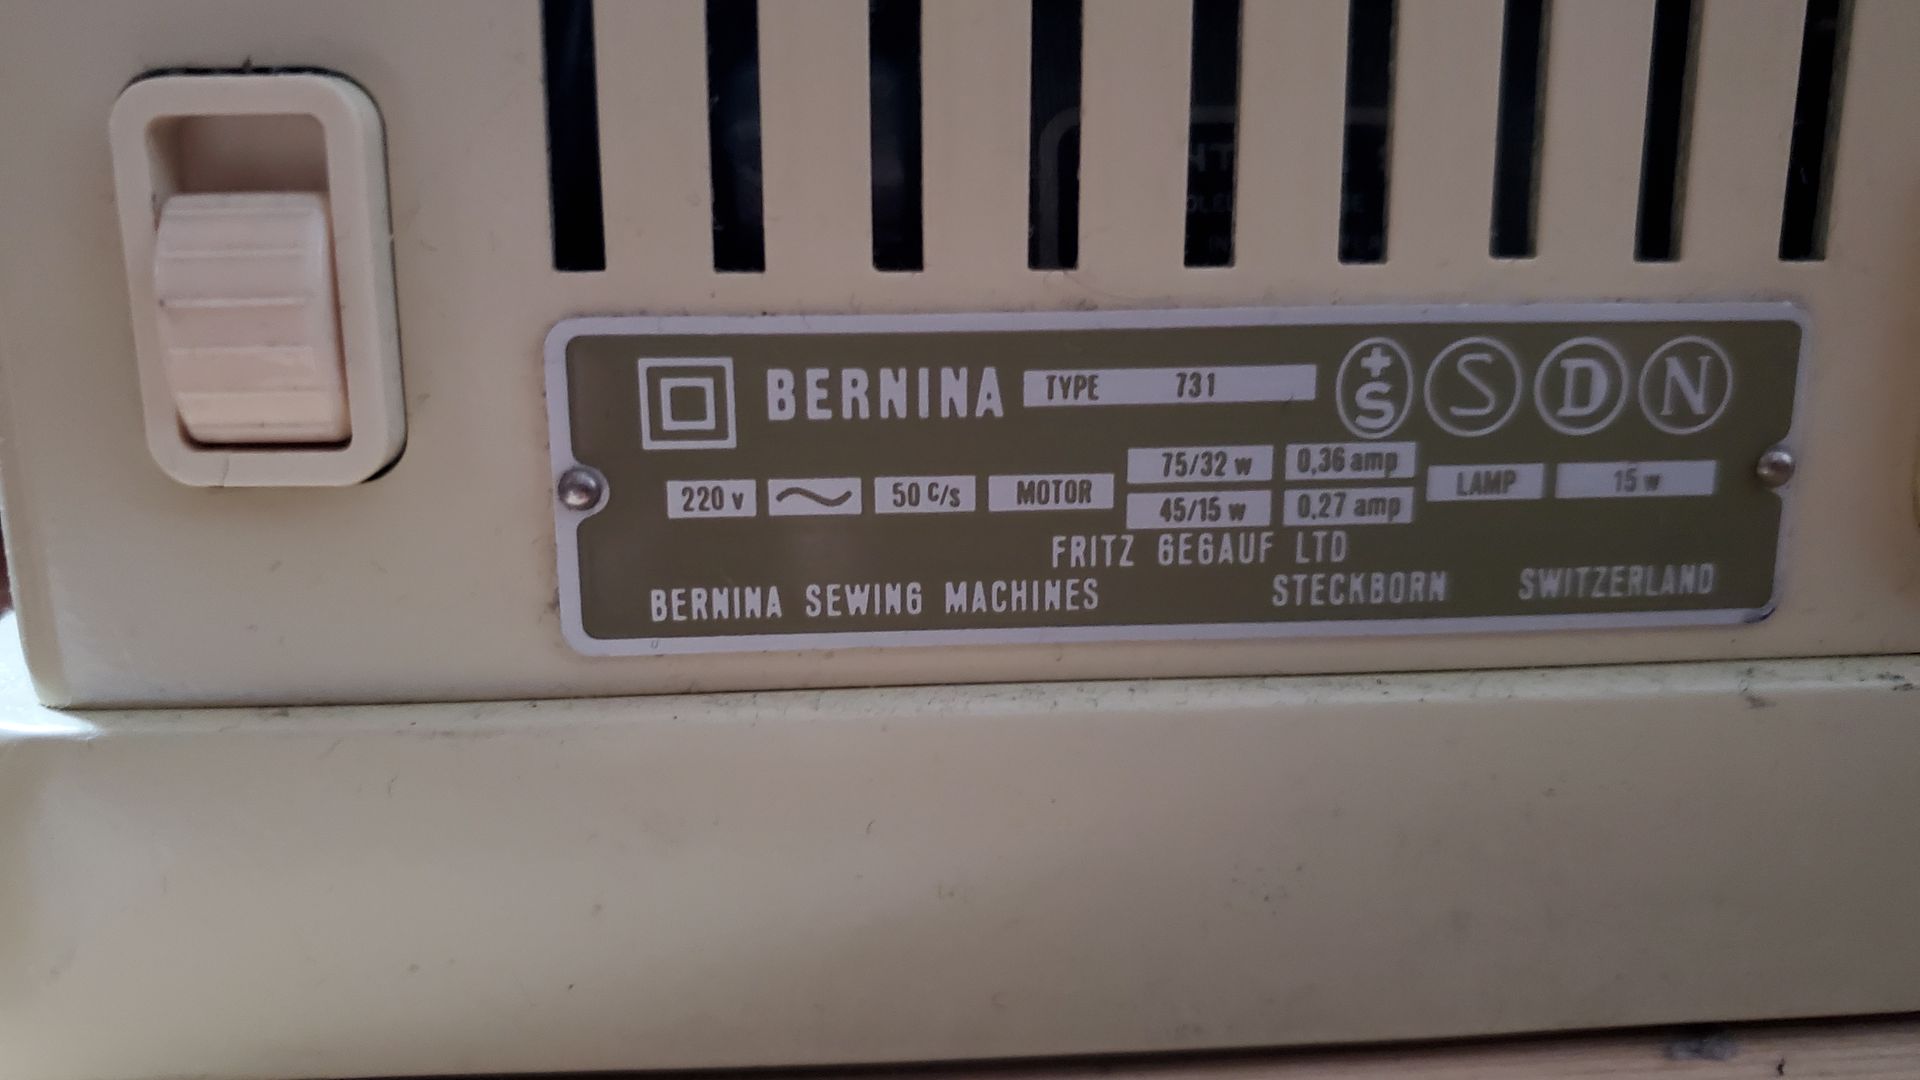 BERNINA TYPE 731 +S S D N
220 v ~ 50 C/s MOTOR 75/32 w 0,36 amp LAMP 15 w
45/15 w 0,27 amp
FRITZ GEGAUF LTD
BERNINA SEWING MACHINES STECKBORN SWITZERLAND